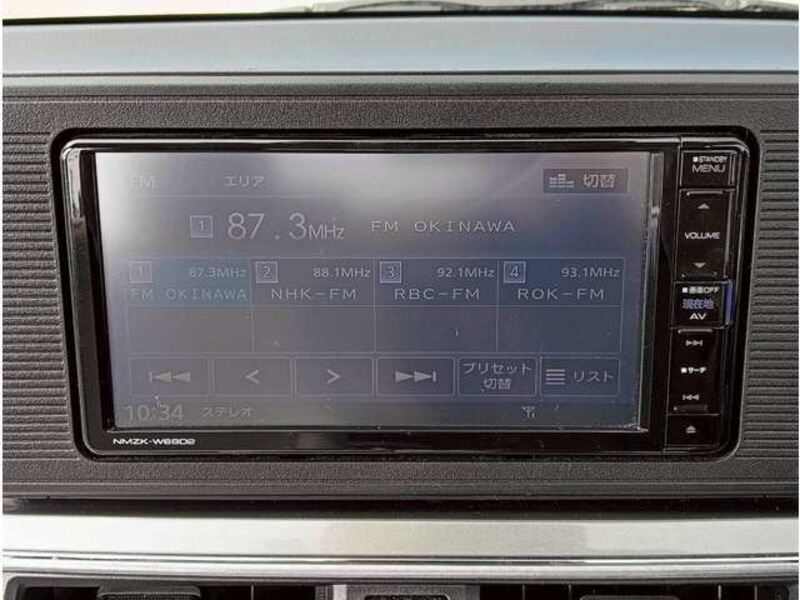 FM エリア 切替
1 87.3MHz FM OKINAWA
1 87.3MHz 2 88.1MHz 3 92.1MHz 4 93.1MHz
FM OKINAWA NHK-FM RBC-FM ROK-FM
プリセット
切替
リスト
10:34 ステレオ
NMZK-W69D2
STANDBY
MENU
VOLUME
画面OFF
現在地
AV
サーチ